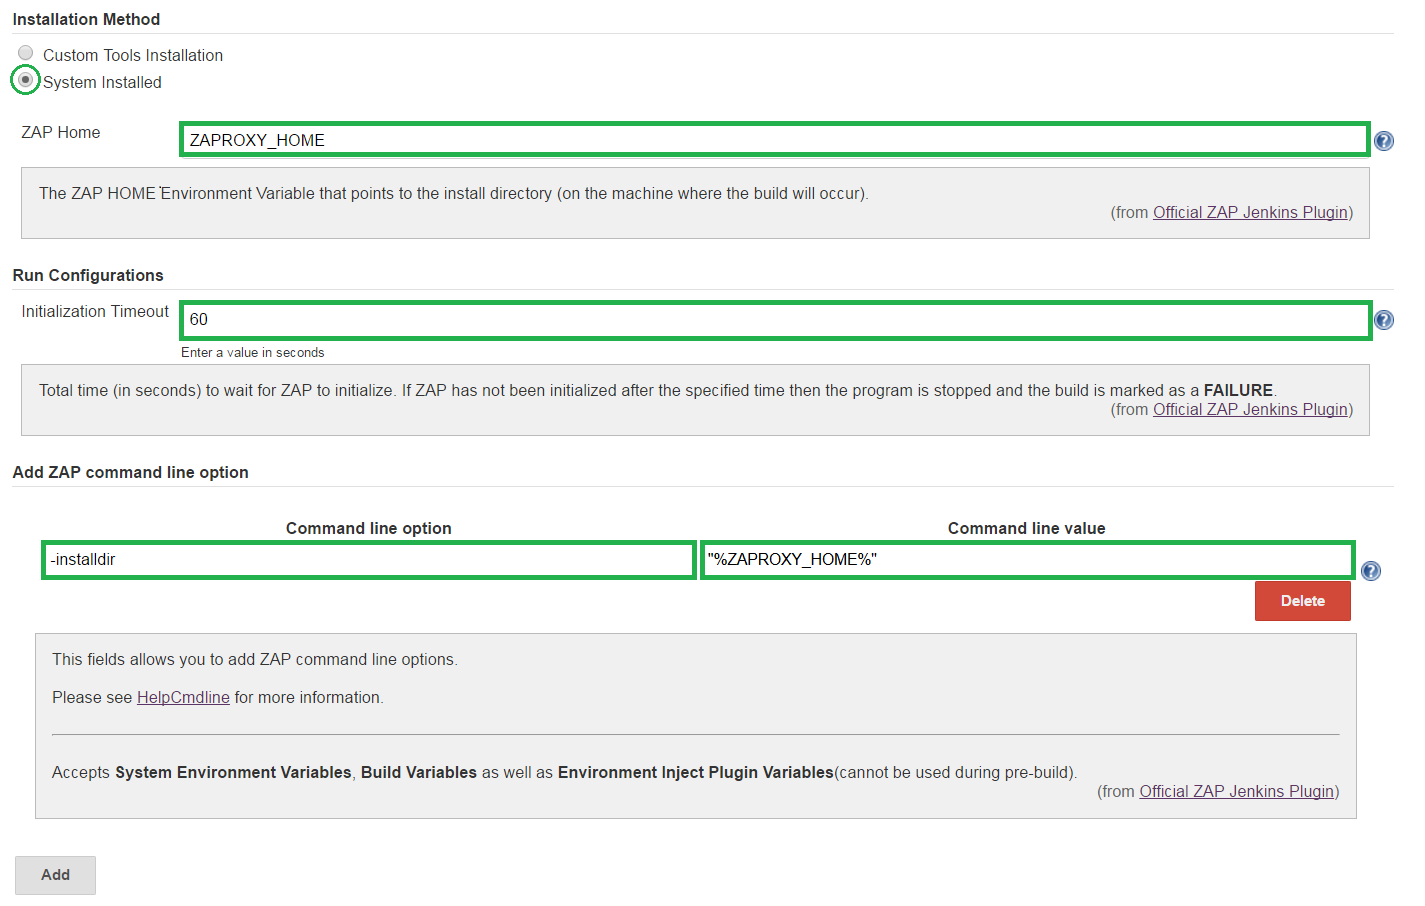 Installation Method
Custom Tools Installation
System Installed
ZAP Home
ZAPROXY_HOME
The ZAP HOME Environment Variable that points to the install directory (on the machine where the build will occur).
(from Official ZAP Jenkins Plugin)
Run Configurations
Initialization Timeout
60
Enter a value in seconds
Total time (in seconds) to wait for ZAP to initialize. If ZAP has not been initialized after the specified time then the program is stopped and the build is marked as a FAILURE.
(from Official ZAP Jenkins Plugin)
Add ZAP command line option
Command line option Command line value
-installdir "%ZAPROXY_HOME%"
Delete
This fields allows you to add ZAP command line options.
Please see HelpCmdline for more information.
Accepts System Environment Variables, Build Variables as well as Environment Inject Plugin Variables(cannot be used during pre-build).
(from Official ZAP Jenkins Plugin)
Add